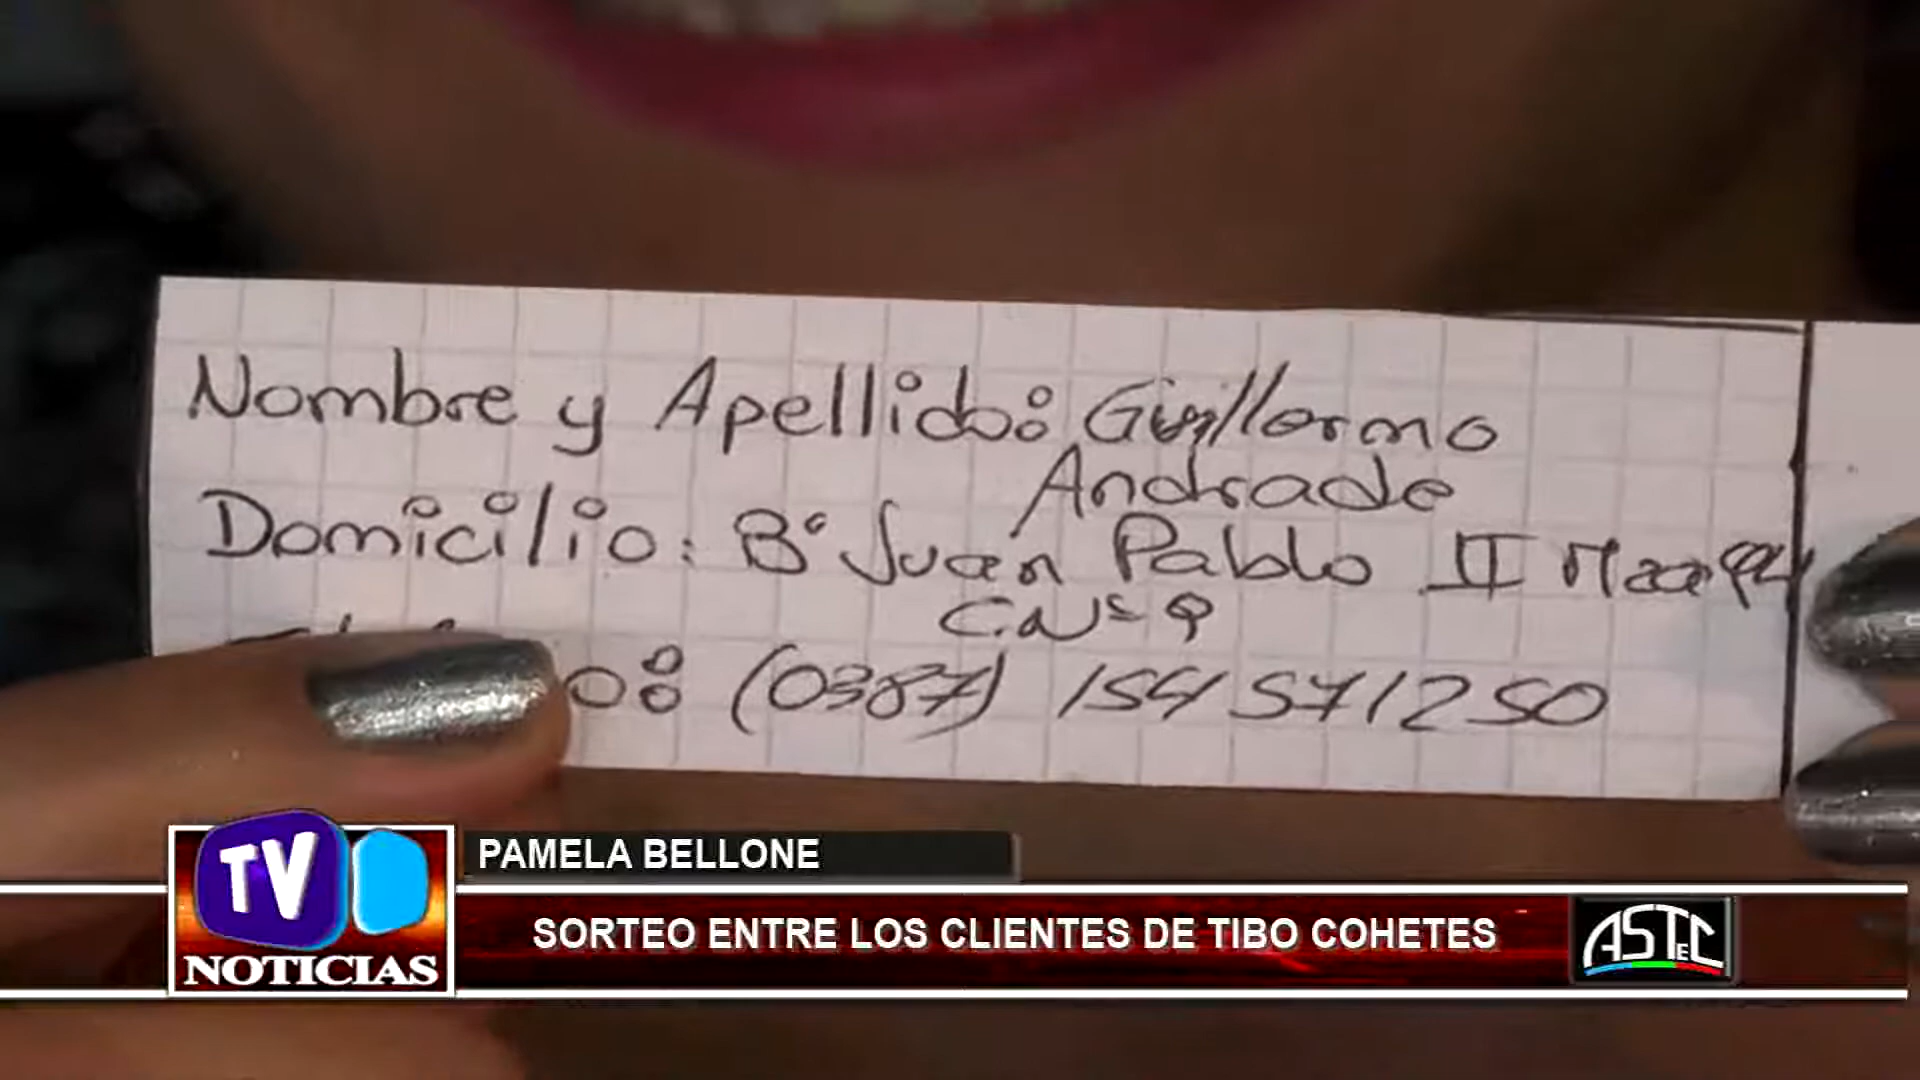 Nombre y Apellido: Guillermo
Andrade
Domicilio: B° Juan Pablo II
(0387) 154571250
TV
NOTICIAS
PAMELA BELLONE
SORTEO ENTRE LOS CLIENTES DE TIBO COHETES
ASTEC